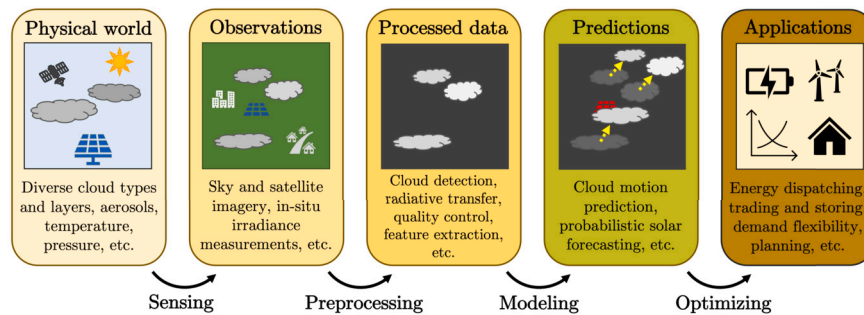 Physical world
Diverse cloud types
and layers, aerosols,
temperature,
pressure, etc.
Observations
Sky and satellite
imagery, in-situ
irradiance
measurements, etc.
Processed data
Cloud detection,
radiative transfer,
quality control,
feature extraction,
etc.
Predictions
Cloud motion
prediction,
probabilistic solar
forecasting, etc.
Applications
Energy dispatching,
trading and storing,
demand flexibility,
planning, etc.
Sensing
Preprocessing
Modeling
Optimizing